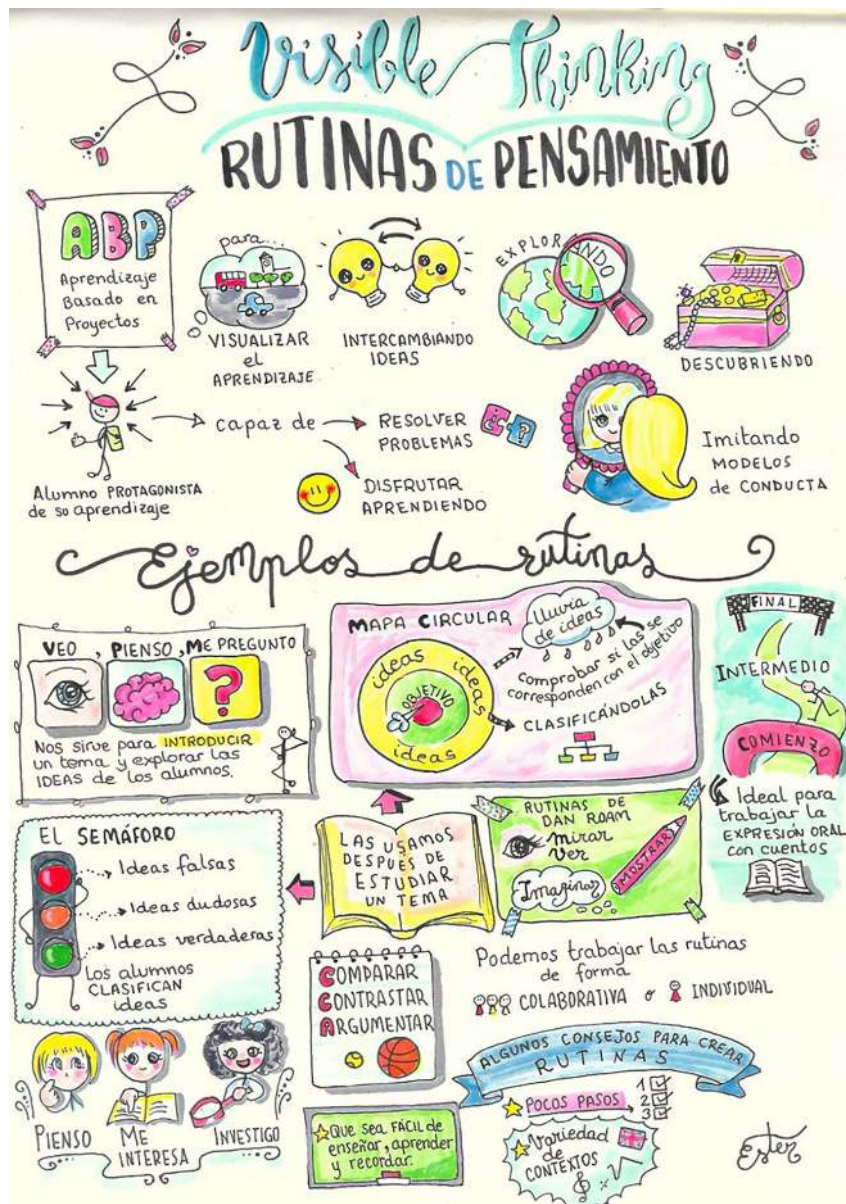 Visible Thinking
RUTINAS DE PENSAMIENTO
ABP
Aprendizaje
Basado en
Proyectos
para...
VISUALIZAR
el
APRENDIZAJE
INTERCAMBIANDO
IDEAS
EXPLORANDO
DESCUBRIENDO
Alumno PROTAGONISTA
de su aprendizaje
capaz de
RESOLVER
PROBLEMAS
DISFRUTAR
APRENDIENDO
Imitando
MODELOS
de CONDUCTA
Ejemplos de rutinas
VEO, PIENSO, ME PREGUNTO
?
Nos sirve para INTRODUCIR
un tema y explorar las
IDEAS de los alumnos.
MAPA CIRCULAR
ideas ideas
OBJETIVO
ideas
Lluvia
de ideas
comprobar si las se
corresponden con el objetivo
CLASIFICÁNDOLAS
FINAL
INTERMEDIO
COMIENZO
Ideal para
trabajar la
EXPRESIÓN ORAL
con cuentos
EL SEMÁFORO
Ideas falsas
Ideas dudosas
Ideas verdaderas
Los alumnos
CLASIFICAN
ideas
LAS USAMOS
DESPUÉS DE
ESTUDIAR
UN TEMA
RUTINAS DE
DAN ROAM
Mirar
Ver
Imaginar
MOSTRAR
COMPARAR
CONTRASTAR
ARGUMENTAR
Podemos trabajar las rutinas
de forma
COLABORATIVA o INDIVIDUAL
PIENSO
ME
INTERESA
INVESTIGO
ALGUNOS CONSEJOS PARA CREAR
RUTINAS
POCOS PASOS
1
2
3
Que sea FÁCIL de
enseñar, aprender
y recordar.
Variedad
de
CONTEXTOS
Ester